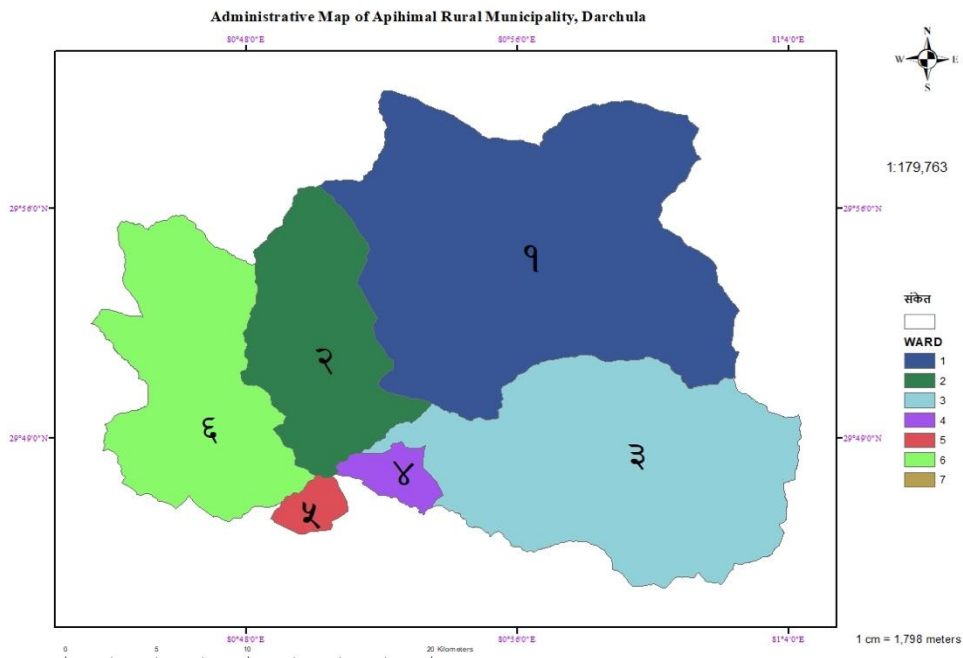 Administrative Map of Apihimal Rural Municipality, Darchula
80°48'0"E 80°56'0"E 81°4'0"E
N
W E
S
1:179,763
29°56'0"N 29°56'0"N
१
संकेत
WARD
1
2
3
4
5
6
7
२
29°49'0"N 29°49'0"N
६
३
४
५
80°48'0"E 80°56'0"E 81°4'0"E
0 5 10 20 Kilometers
1 cm = 1,798 meters